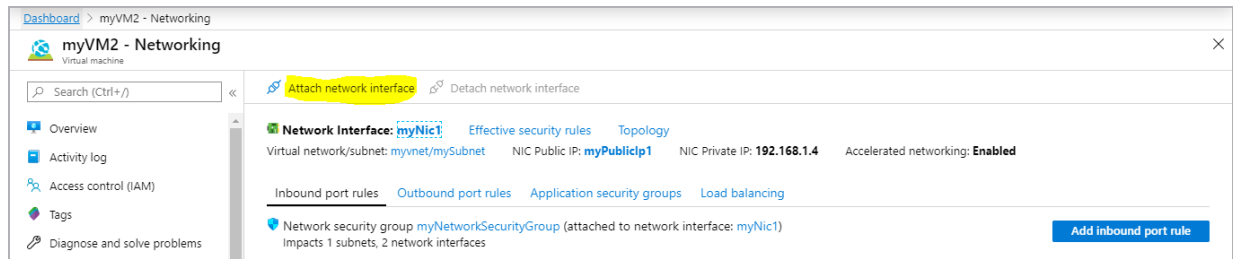 Dashboard > myVM2 - Networking
myVM2 - Networking
Virtual machine
Search (Ctrl+/)
«
Attach network interface Detach network interface
Overview
Activity log
Access control (IAM)
Tags
Diagnose and solve problems
Network Interface: myNic1 Effective security rules Topology
Virtual network/subnet: myvnet/mySubnet NIC Public IP: myPublicIp1 NIC Private IP: 192.168.1.4 Accelerated networking: Enabled
Inbound port rules Outbound port rules Application security groups Load balancing
Network security group myNetworkSecurityGroup (attached to network interface: myNic1)
Impacts 1 subnets, 2 network interfaces
Add inbound port rule